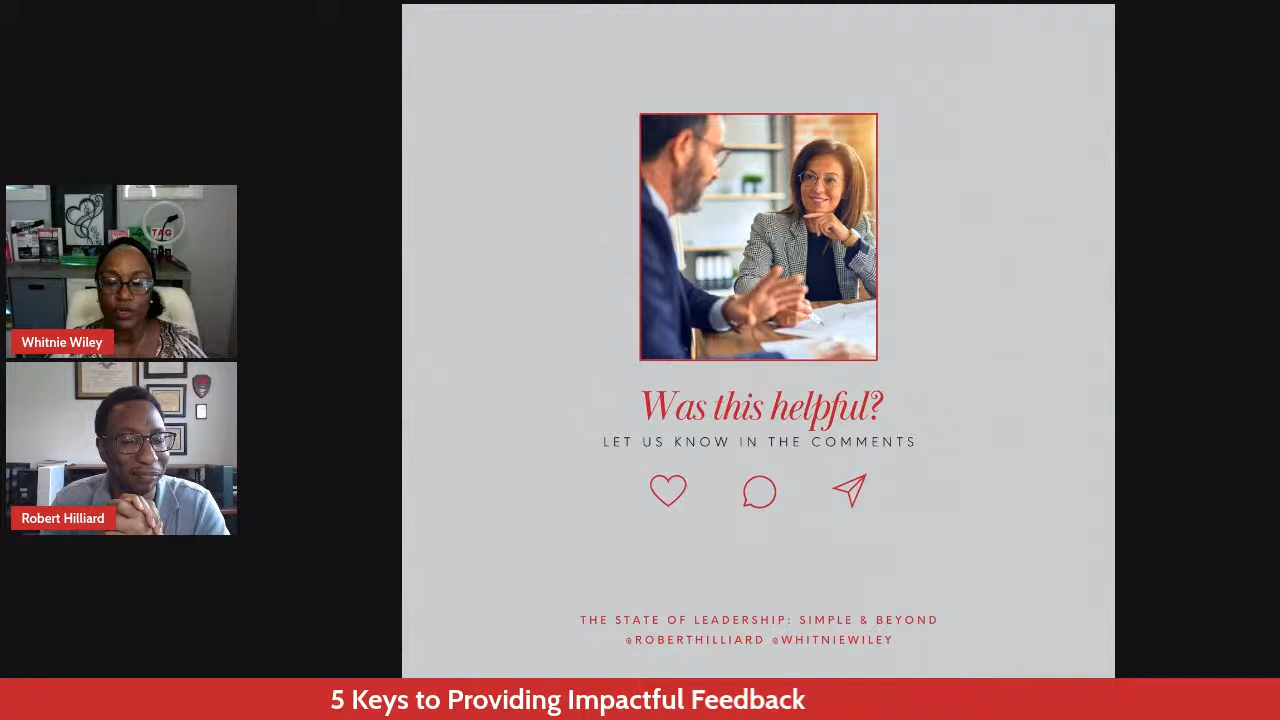 TAG
Whitnie Wiley
Robert Hilliard
Was this helpful?
LET US KNOW IN THE COMMENTS
THE STATE OF LEADERSHIP: SIMPLE & BEYOND
@ROBERTHILLIARD @WHITNIEWILEY
5 Keys to Providing Impactful Feedback